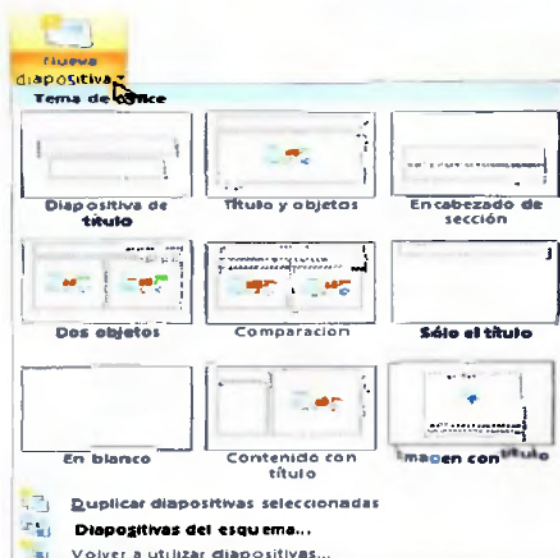 Nueva
diapositiva
Tema de Office
Diapositiva de
título
Título y objetos
Encabezado de
sección
Dos objetos
Comparación
Sólo el título
En blanco
Contenido con
título
Imagen con título
Duplicar diapositivas seleccionadas
Diapositivas del esquema...
Volver a utilizar diapositivas...